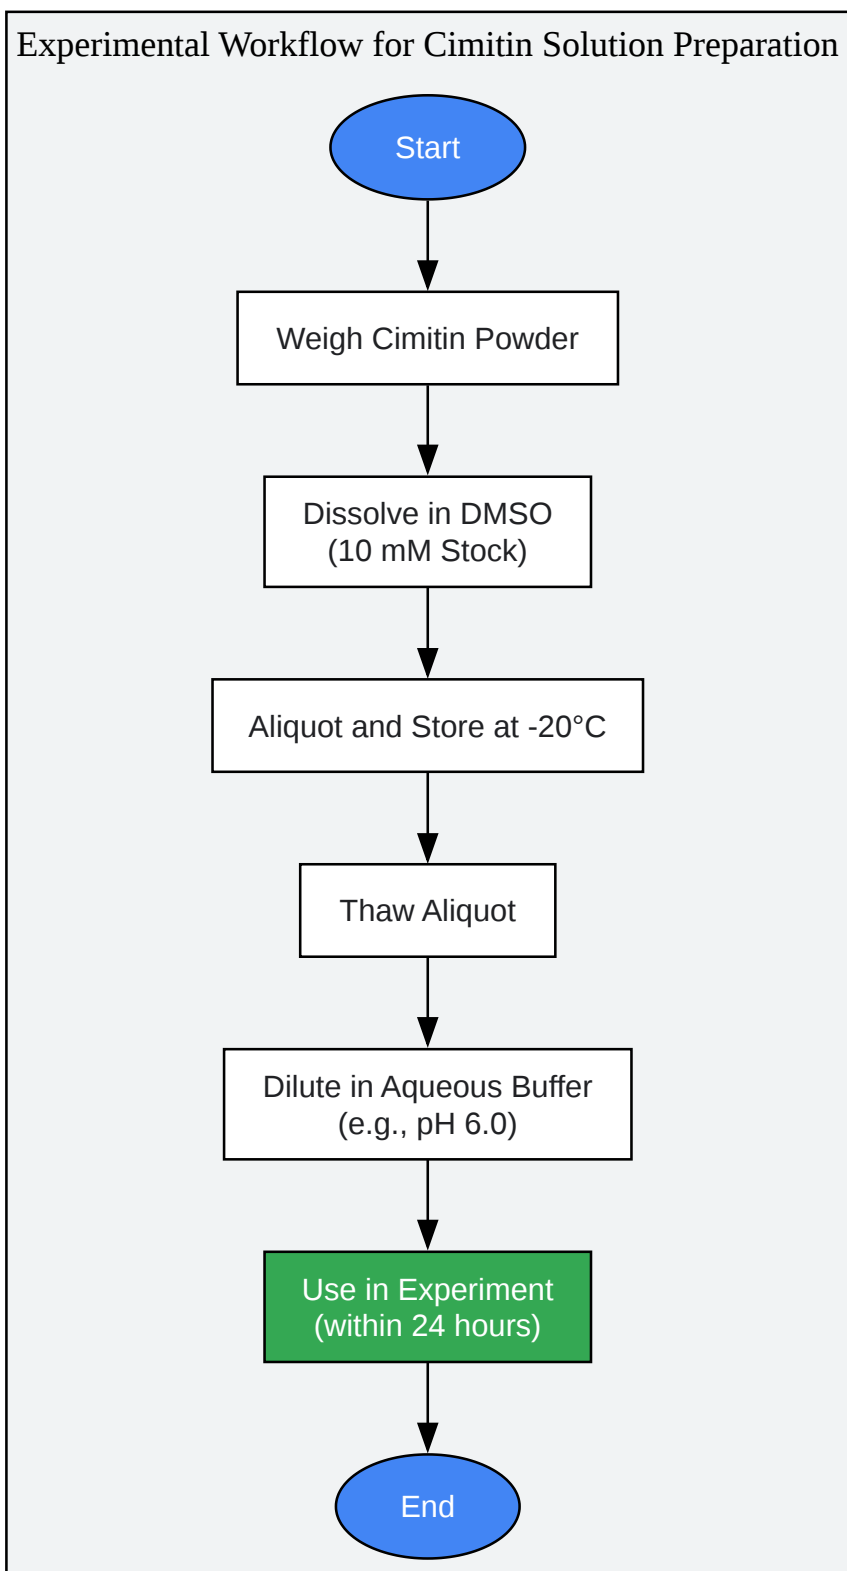 Experimental Workflow for Cimitin Solution Preparation
Start
Weigh Cimitin Powder
Dissolve in DMSO
(10 mM Stock)
Aliquot and Store at -20°C
Thaw Aliquot
Dilute in Aqueous Buffer
(e.g., pH 6.0)
Use in Experiment
(within 24 hours)
End